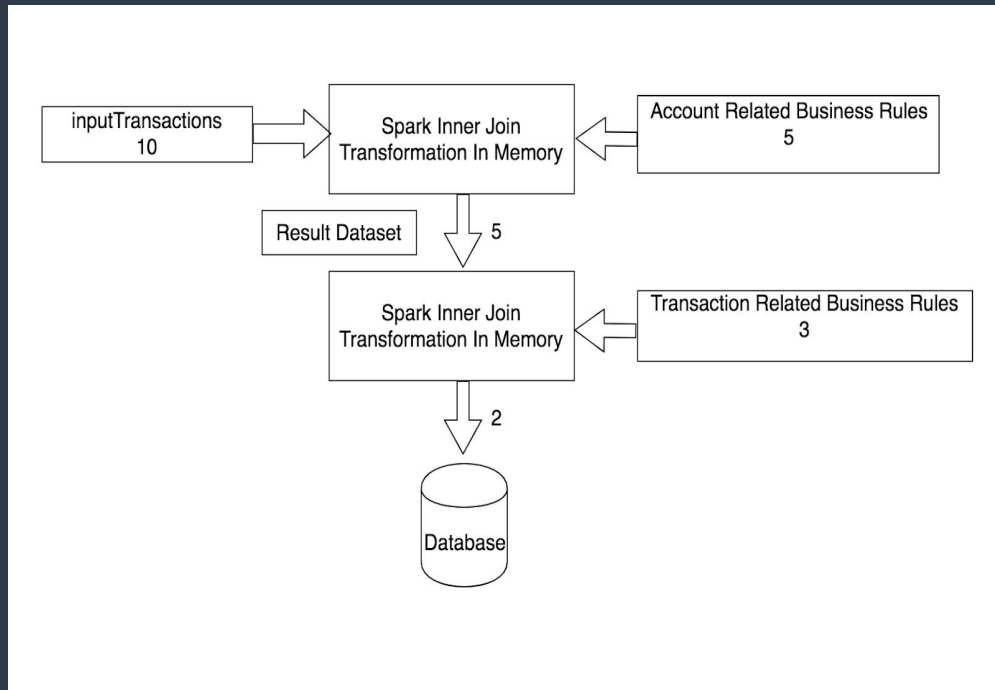 inputTransactions
10
Spark Inner Join
Transformation In Memory
Account Related Business Rules
5
Result Dataset
5
Spark Inner Join
Transformation In Memory
Transaction Related Business Rules
3
2
Database